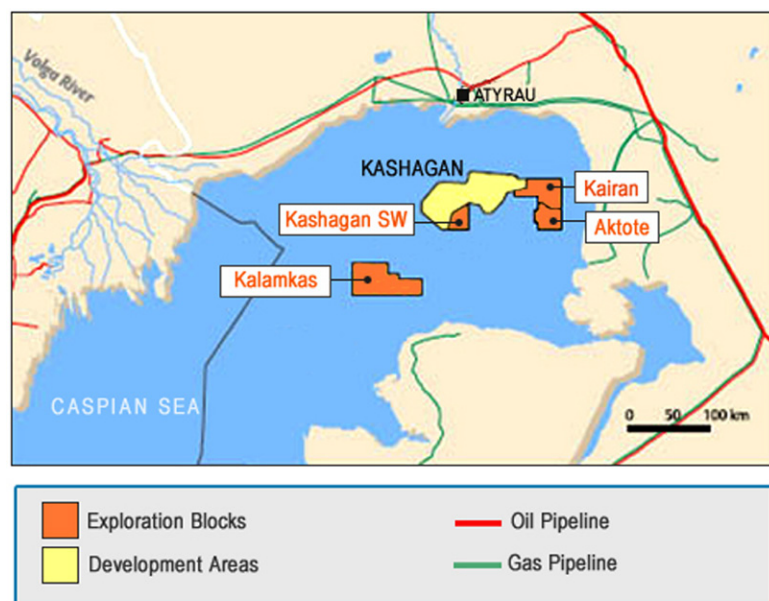 Volga River
ATYRAU
KASHAGAN
Kairan
Kashagan SW
Aktote
Kalamkas
CASPIAN SEA
0 50 100 km
Exploration Blocks
Oil Pipeline
Development Areas
Gas Pipeline